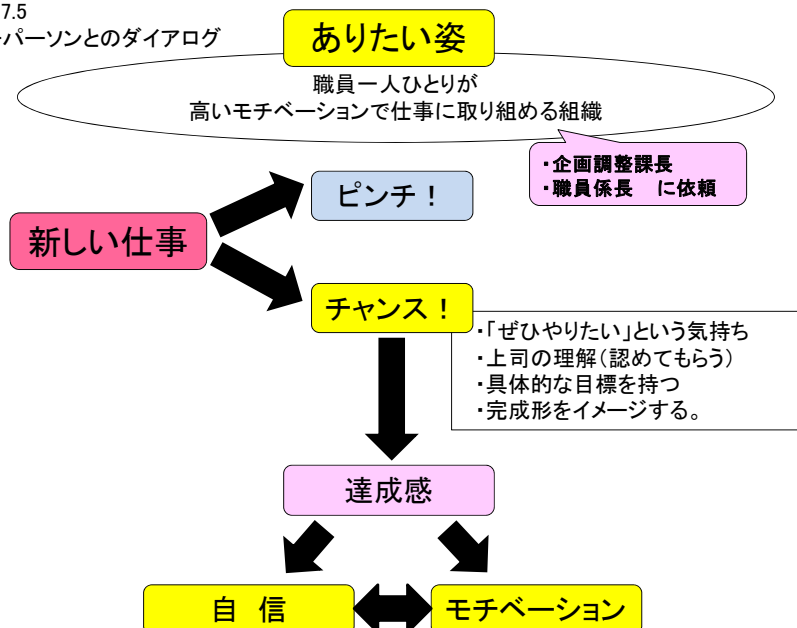 7.5
ーパーソンとのダイアログ
ありたい姿
職員一人ひとりが
高いモチベーションで仕事に取り組める組織
・企画調整課長
・職員係長　に依頼
ピンチ！
新しい仕事
チャンス！
・「ぜひやりたい」という気持ち
・上司の理解（認めてもらう）
・具体的な目標を持つ
・完成形をイメージする。
達成感
自　信
モチベーション